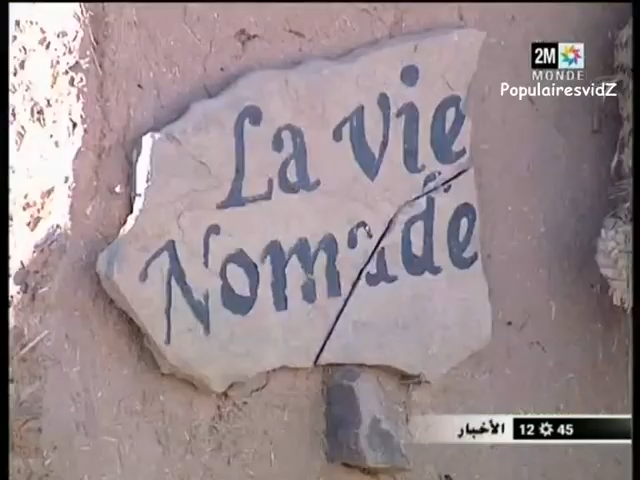 2M
MONDE
PopulairesvidZ
La vie
Nomade
الأخبار
12 45